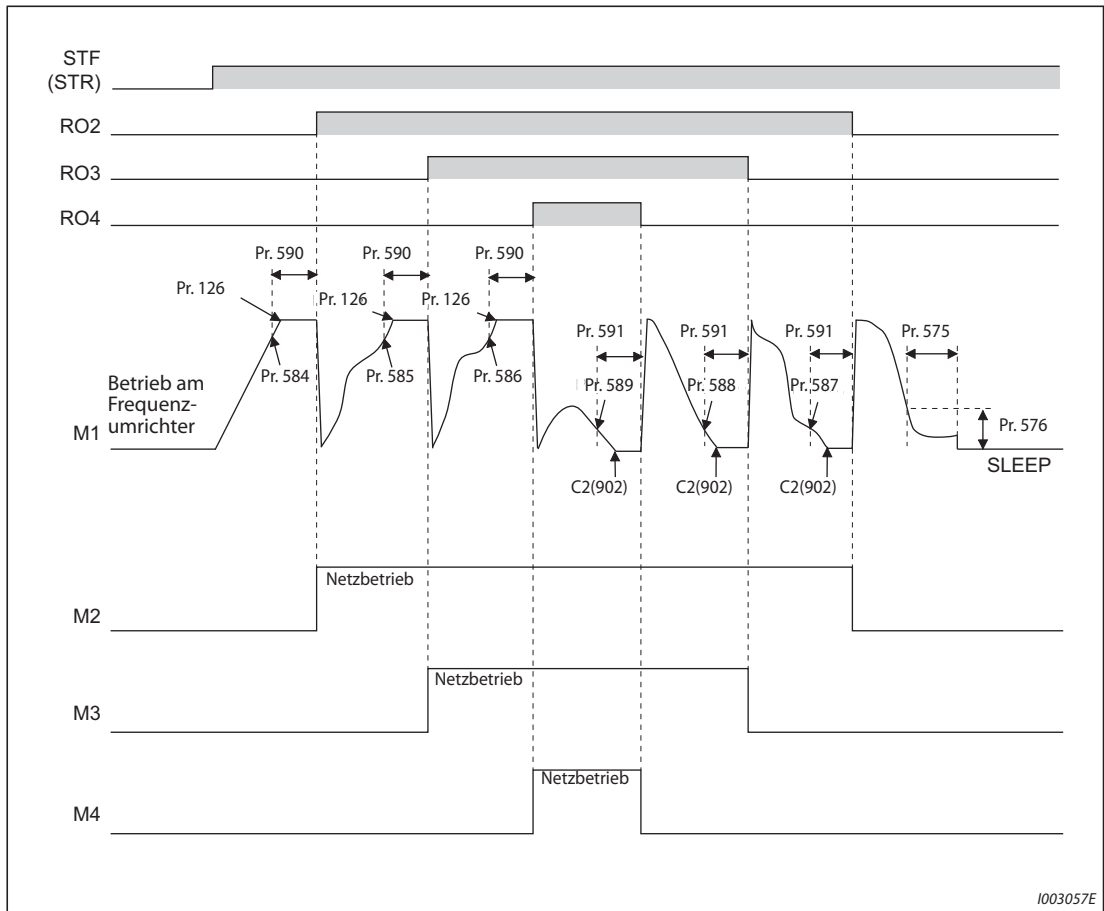 STF
(STR)
RO2
RO3
RO4
Pr. 590
Pr. 590
Pr. 590
Pr. 126
Pr. 126
Pr. 126
Pr. 591
Pr. 591
Pr. 591
Pr. 575
Pr. 584
Pr. 585
Pr. 586
Pr. 589
Pr. 588
Pr. 587
Pr. 576
Betrieb am
Frequenz-
umrichter
M1
SLEEP
C2(902)
C2(902)
C2(902)
Netzbetrieb
M2
Netzbetrieb
M3
Netzbetrieb
M4
I003057E